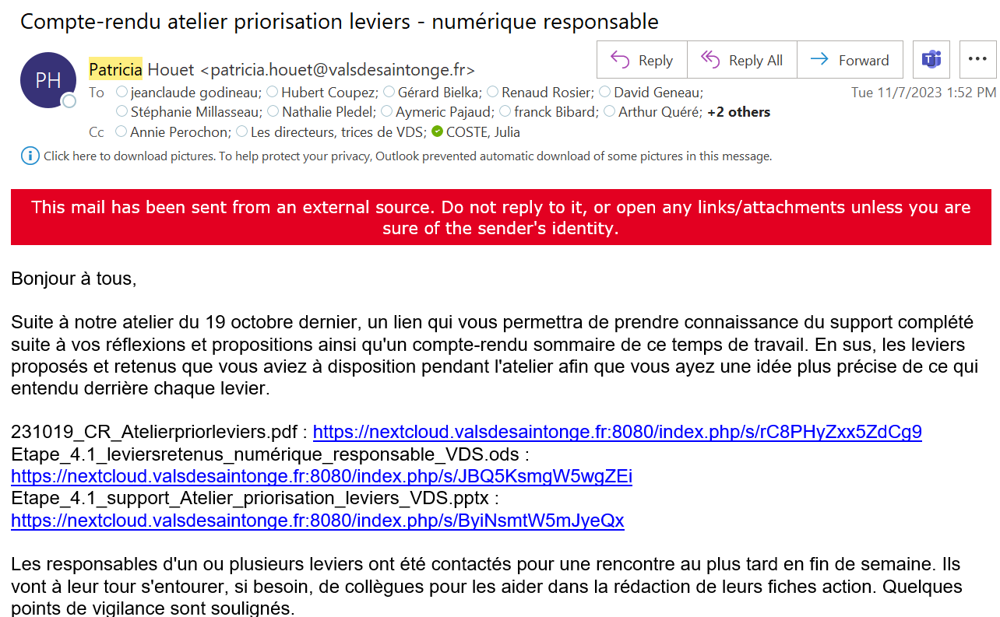 Compte-rendu atelier priorisation leviers - numérique responsable
PH
Patricia Houet <patricia.houet@valsdesaintonge.fr>
Reply
Reply All
Forward
To jeanclaude godineau; Hubert Coupez; Gérard Bielka; Renaud Rosier; David Geneau;
Tue 11/7/2023 1:52 PM
Stéphanie Millasseau; Nathalie Pledel; Aymeric Pajaud; franck Bibard; Arthur Quéré; +2 others
Cc Annie Perochon; Les directeurs, trices de VDS; COSTE, Julia
Click here to download pictures. To help protect your privacy, Outlook prevented automatic download of some pictures in this message.
This mail has been sent from an external source. Do not reply to it, or open any links/attachments unless you are
sure of the sender's identity.
Bonjour à tous,
Suite à notre atelier du 19 octobre dernier, un lien qui vous permettra de prendre connaissance du support complété
suite à vos réflexions et propositions ainsi qu'un compte-rendu sommaire de ce temps de travail. En sus, les leviers
proposés et retenus que vous aviez à disposition pendant l'atelier afin que vous ayez une idée plus précise de ce qui
entendu derrière chaque levier.
231019_CR_Atelierpriorleviers.pdf : https://nextcloud.valsdesaintonge.fr:8080/index.php/s/rC8PHyZxx5ZdCg9
Etape_4.1_leviersretenus_numérique_responsable_VDS.ods :
https://nextcloud.valsdesaintonge.fr:8080/index.php/s/JBQ5KsmgW5wgZEi
Etape_4.1_support_Atelier_priorisation_leviers_VDS.pptx :
https://nextcloud.valsdesaintonge.fr:8080/index.php/s/ByiNsmtW5mJyeQx
Les responsables d'un ou plusieurs leviers ont été contactés pour une rencontre au plus tard en fin de semaine. Ils
vont à leur tour s'entourer, si besoin, de collègues pour les aider dans la rédaction de leurs fiches action. Quelques
points de vigilance sont soulignés.